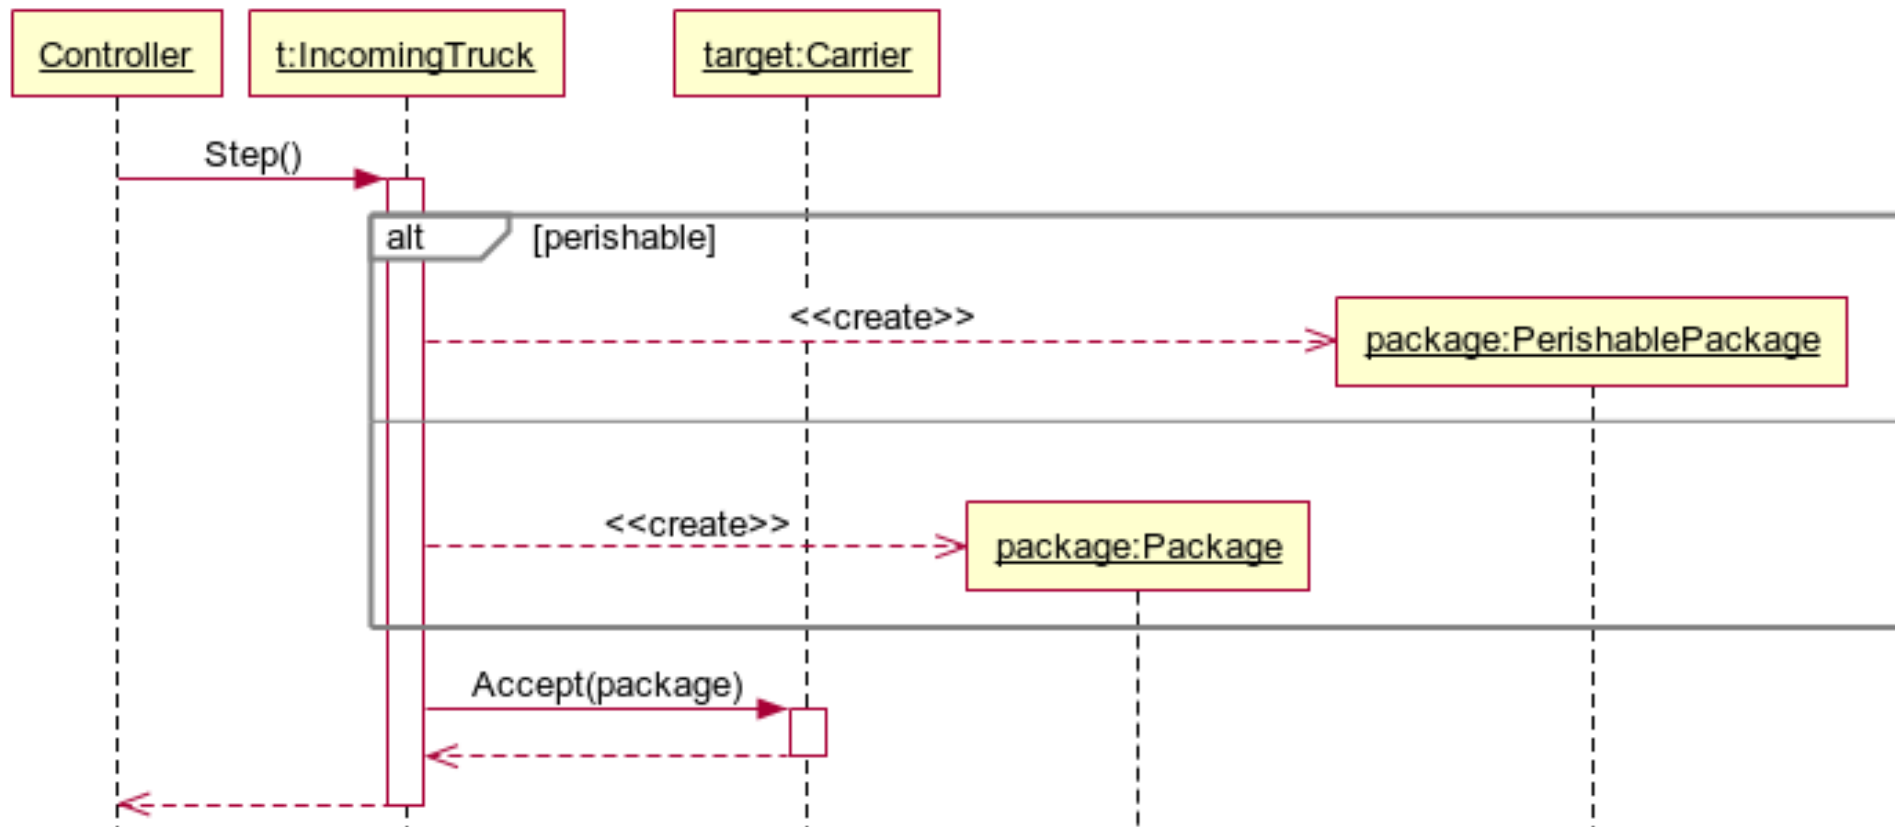 Controller
t:IncomingTruck
target:Carrier
Step()
alt
[perishable]
<<create>>
package:PerishablePackage
<<create>>
package:Package
Accept(package)